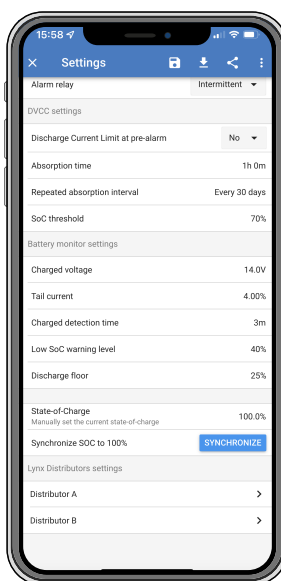 15:58
Settings
Alarm relay
Intermittent
DVCC settings
Discharge Current Limit at pre-alarm
No
Absorption time
1h 0m
Repeated absorption interval
Every 30 days
SoC threshold
70%
Battery monitor settings
Charged voltage
14.0V
Tail current
4.00%
Charged detection time
3m
Low SoC warning level
40%
Discharge floor
25%
State-of-Charge
Manually set the current state-of-charge
100.0%
Synchronize SOC to 100%
SYNCHRONIZE
Lynx Distributors settings
Distributor A
Distributor B